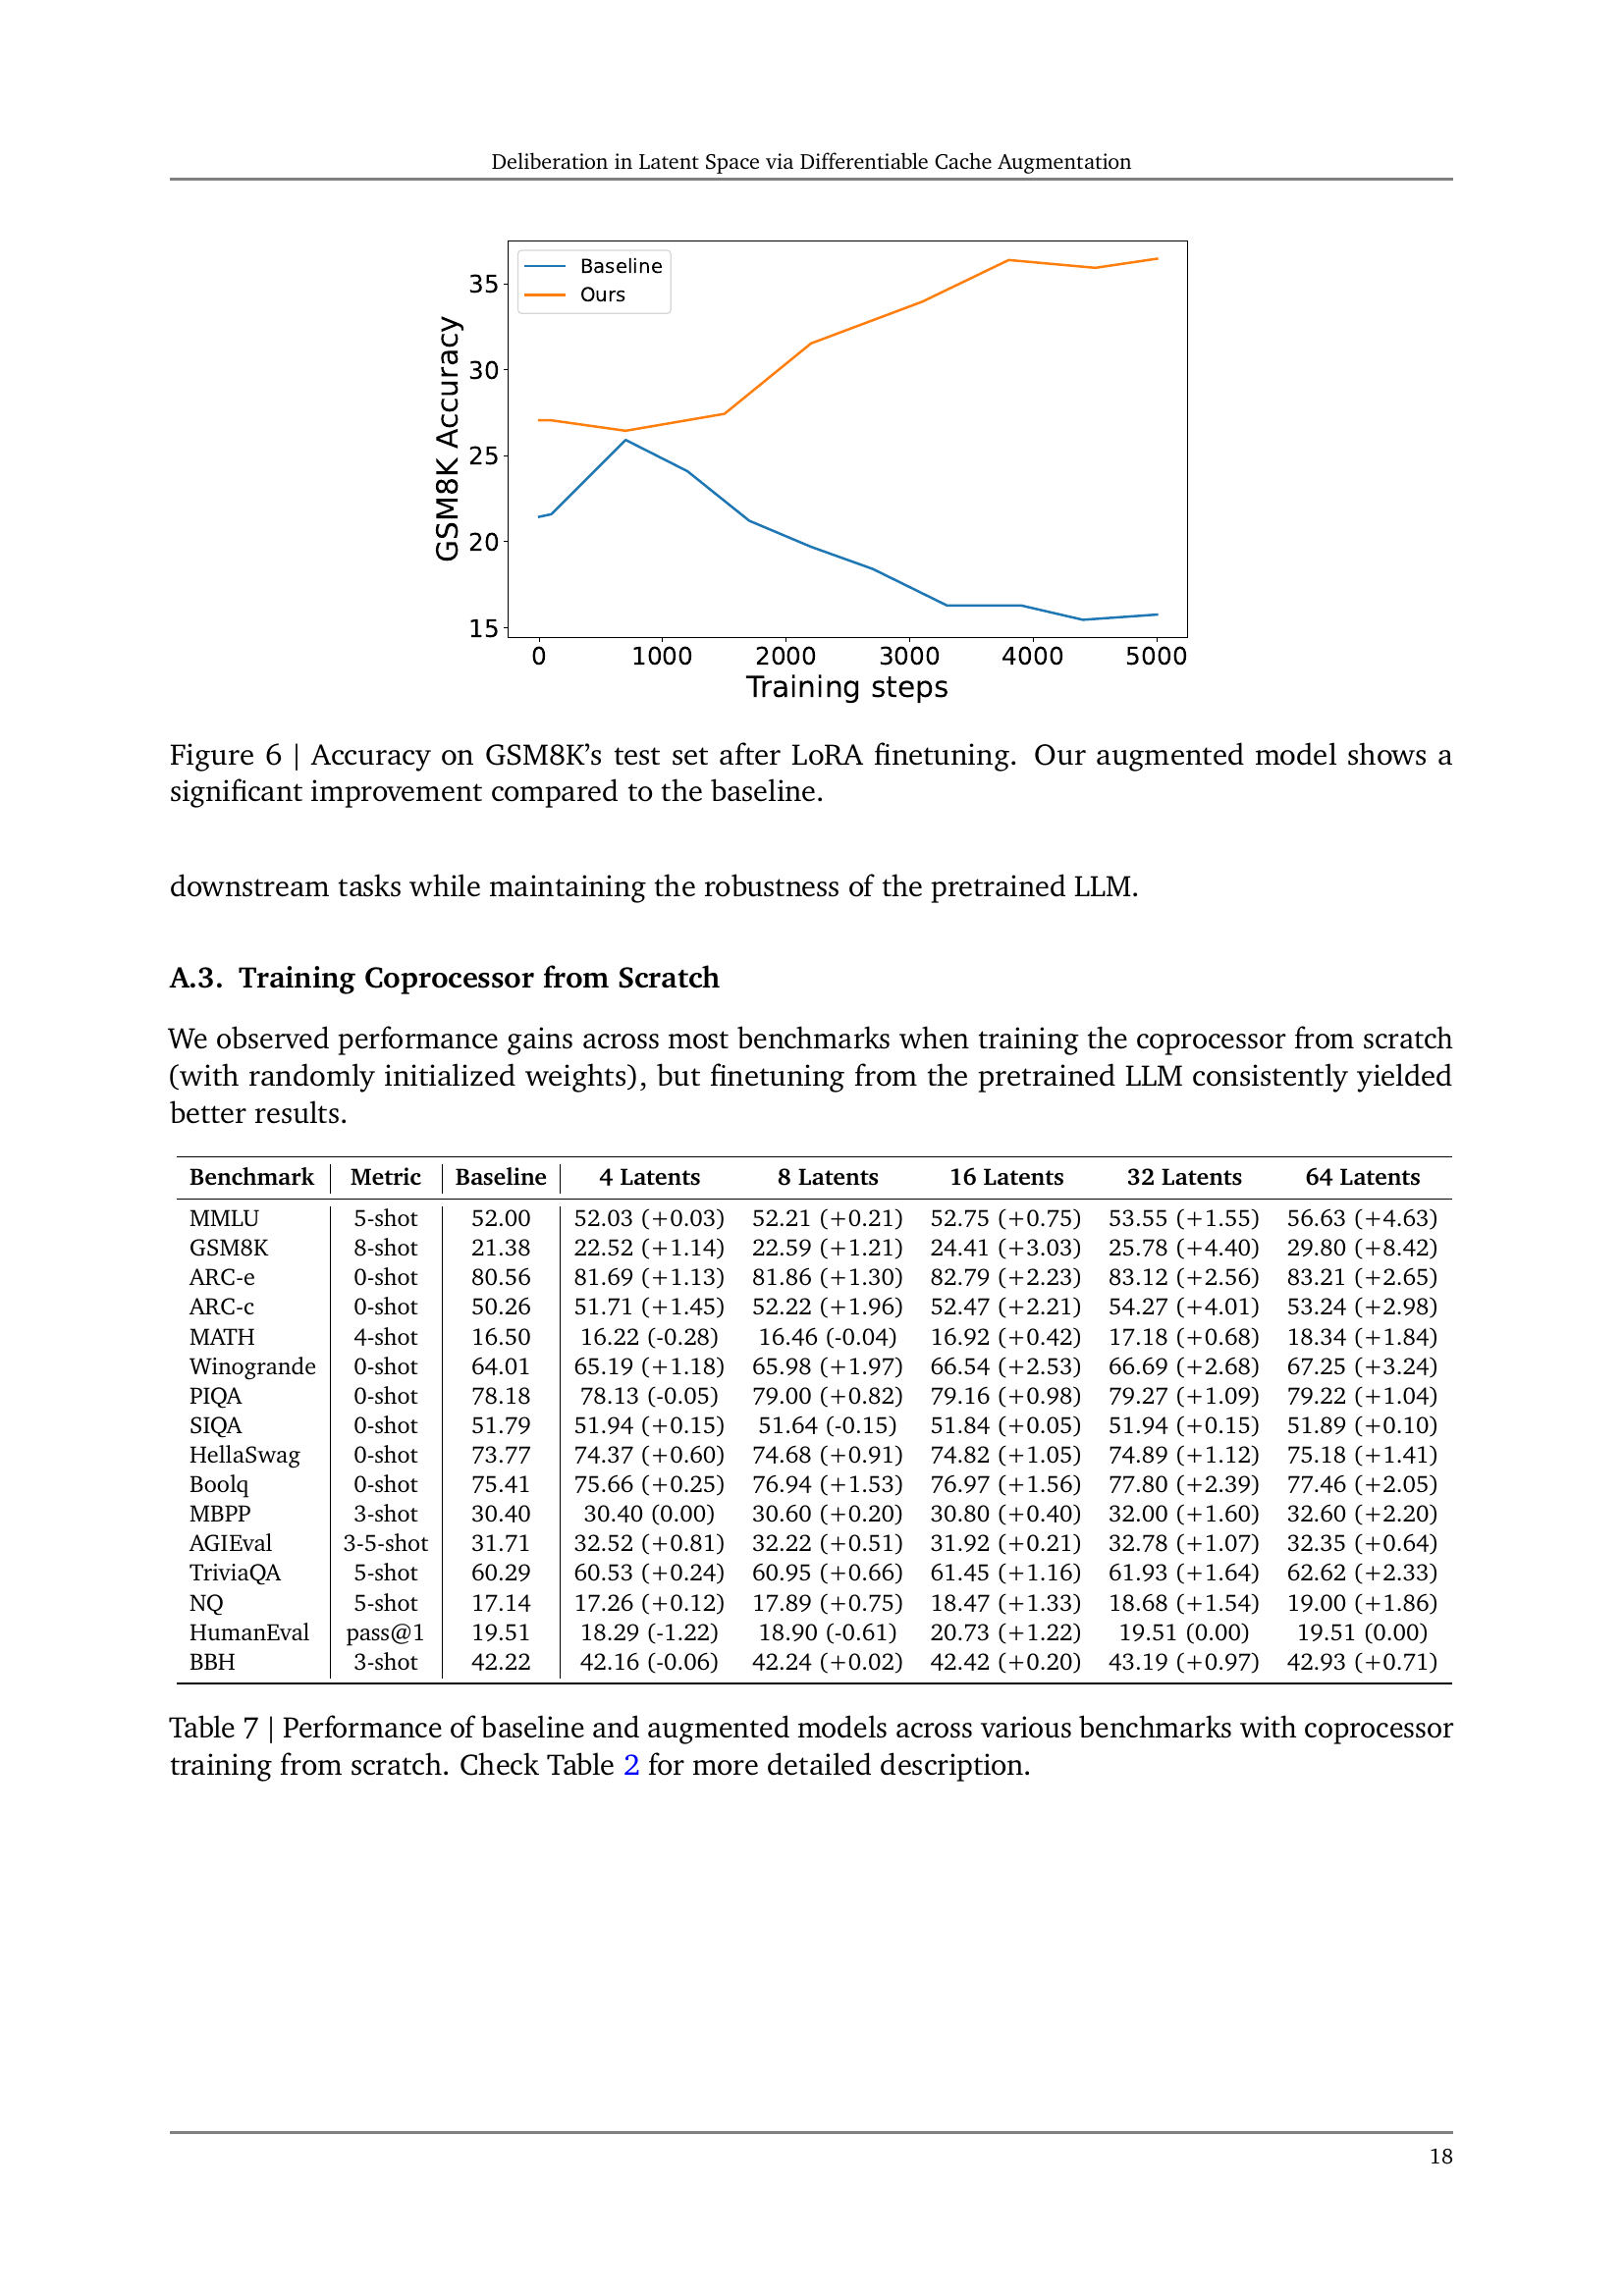 Deliberation in Latent Space via Differentiable Cache Augmentation
Baseline
Ours
35
30
25
20
15
GSM8K Accuracy
0 1000 2000 3000 4000 5000
Training steps
Figure 6 | Accuracy on GSM8K's test set after LoRA finetuning. Our augmented model shows a
significant improvement compared to the baseline.
downstream tasks while maintaining the robustness of the pretrained LLM.
A.3. Training Coprocessor from Scratch
We observed performance gains across most benchmarks when training the coprocessor from scratch
(with randomly initialized weights), but finetuning from the pretrained LLM consistently yielded
better results.
Benchmark Metric Baseline 4 Latents 8 Latents 16 Latents 32 Latents 64 Latents
MMLU 5-shot 52.00 52.03 (+0.03) 52.21 (+0.21) 52.75 (+0.75) 53.55 (+1.55) 56.63 (+4.63)
GSM8K 8-shot 21.38 22.52 (+1.14) 22.59 (+1.21) 24.41 (+3.03) 25.78 (+4.40) 29.80 (+8.42)
ARC-e 0-shot 80.56 81.69 (+1.13) 81.86 (+1.30) 82.79 (+2.23) 83.12 (+2.56) 83.21 (+2.65)
ARC-c 0-shot 50.26 51.71 (+1.45) 52.22 (+1.96) 52.47 (+2.21) 54.27 (+4.01) 53.24 (+2.98)
MATH 4-shot 16.50 16.22 (-0.28) 16.46 (-0.04) 16.92 (+0.42) 17.18 (+0.68) 18.34 (+1.84)
Winogrande 0-shot 64.01 65.19 (+1.18) 65.98 (+1.97) 66.54 (+2.53) 66.69 (+2.68) 67.25 (+3.24)
PIQA 0-shot 78.18 78.13 (-0.05) 79.00 (+0.82) 79.16 (+0.98) 79.27 (+1.09) 79.22 (+1.04)
SIQA 0-shot 51.79 51.94 (+0.15) 51.64 (-0.15) 51.84 (+0.05) 51.94 (+0.15) 51.89 (+0.10)
HellaSwag 0-shot 73.77 74.37 (+0.60) 74.68 (+0.91) 74.82 (+1.05) 74.89 (+1.12) 75.18 (+1.41)
Boolq 0-shot 75.41 75.66 (+0.25) 76.94 (+1.53) 76.97 (+1.56) 77.80 (+2.39) 77.46 (+2.05)
MBPP 3-shot 30.40 30.40 (0.00) 30.60 (+0.20) 30.80 (+0.40) 32.00 (+1.60) 32.60 (+2.20)
AGIEval 3-5-shot 31.71 32.52 (+0.81) 32.22 (+0.51) 31.92 (+0.21) 32.78 (+1.07) 32.35 (+0.64)
TriviaQA 5-shot 60.29 60.53 (+0.24) 60.95 (+0.66) 61.45 (+1.16) 61.93 (+1.64) 62.62 (+2.33)
NQ 5-shot 17.14 17.26 (+0.12) 17.89 (+0.75) 18.47 (+1.33) 18.68 (+1.54) 19.00 (+1.86)
HumanEval pass@1 19.51 18.29 (-1.22) 18.90 (-0.61) 20.73 (+1.22) 19.51 (0.00) 19.51 (0.00)
BBH 3-shot 42.22 42.16 (-0.06) 42.24 (+0.02) 42.42 (+0.20) 43.19 (+0.97) 42.93 (+0.71)
Table 7 | Performance of baseline and augmented models across various benchmarks with coprocessor
training from scratch. Check Table 2 for more detailed description.
18